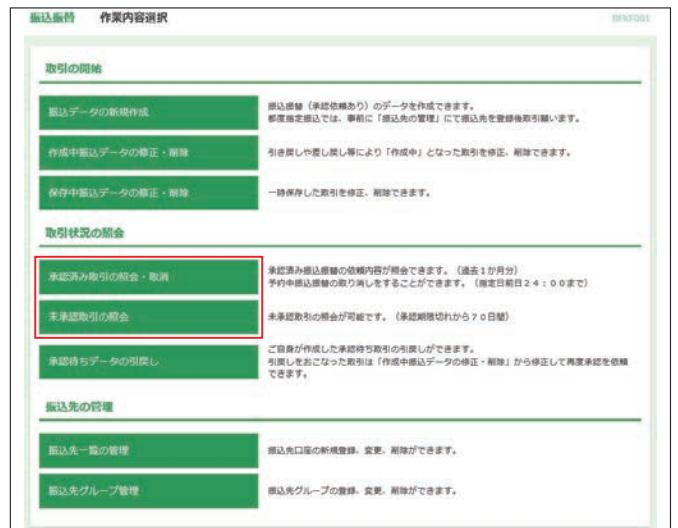 振込振替 作業内容選択 BFKF001
取引の開始
振込データの新規作成
振込振替（承認依頼あり）のデータを作成できます。
都度指定振込では、事前に「振込先の管理」にて振込先を登録後取引願います。
作成中振込データの修正・削除
引き戻しや差し戻し等により「作成中」となった取引を修正、削除できます。
保存中振込データの修正・削除
一時保存した取引を修正、削除できます。
取引状況の照会
承認済み取引の照会・取消
承認済み振込振替の依頼内容が照会できます。（過去１か月分）
予約中振込振替の取り消しをすることができます。（指定日前日２４：００まで）
未承認取引の照会
未承認取引の照会が可能です。（承認期限切れから７０日間）
承認待ちデータの引戻し
ご自身が作成した承認待ち取引の引戻しができます。
引戻しをおこなった取引は「作成中振込データの修正・削除」から修正して再度承認を依頼
できます。
振込先の管理
振込先一覧の管理
振込先口座の新規登録、変更、削除ができます。
振込先グループ管理
振込先グループの登録、変更、削除ができます。